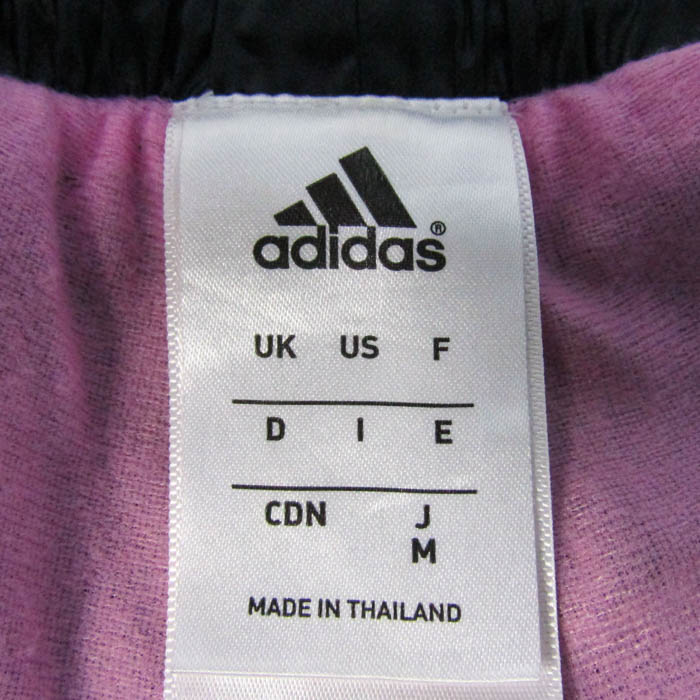 adidas®
UK US F
D I E
CDN J
M
MADE IN THAILAND